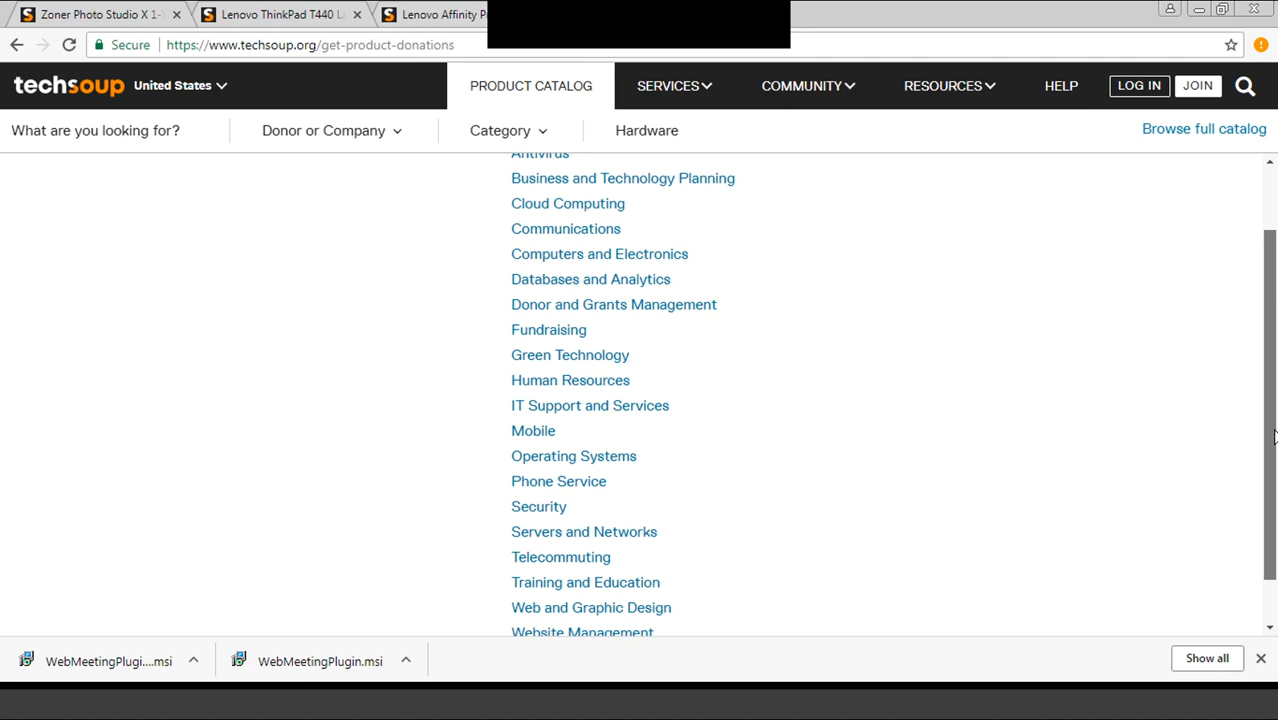 Zoner Photo Studio X 1-Y
Lenovo ThinkPad T440 La
Lenovo Affinity P
Secure https://www.techsoup.org/get-product-donations
techsoup United States PRODUCT CATALOG SERVICES COMMUNITY RESOURCES HELP LOG IN JOIN
What are you looking for? Donor or Company Category Hardware Browse full catalog
Antivirus
Business and Technology Planning
Cloud Computing
Communications
Computers and Electronics
Databases and Analytics
Donor and Grants Management
Fundraising
Green Technology
Human Resources
IT Support and Services
Mobile
Operating Systems
Phone Service
Security
Servers and Networks
Telecommuting
Training and Education
Web and Graphic Design
Website Management
WebMeetingPlugi....msi WebMeetingPlugin.msi Show all